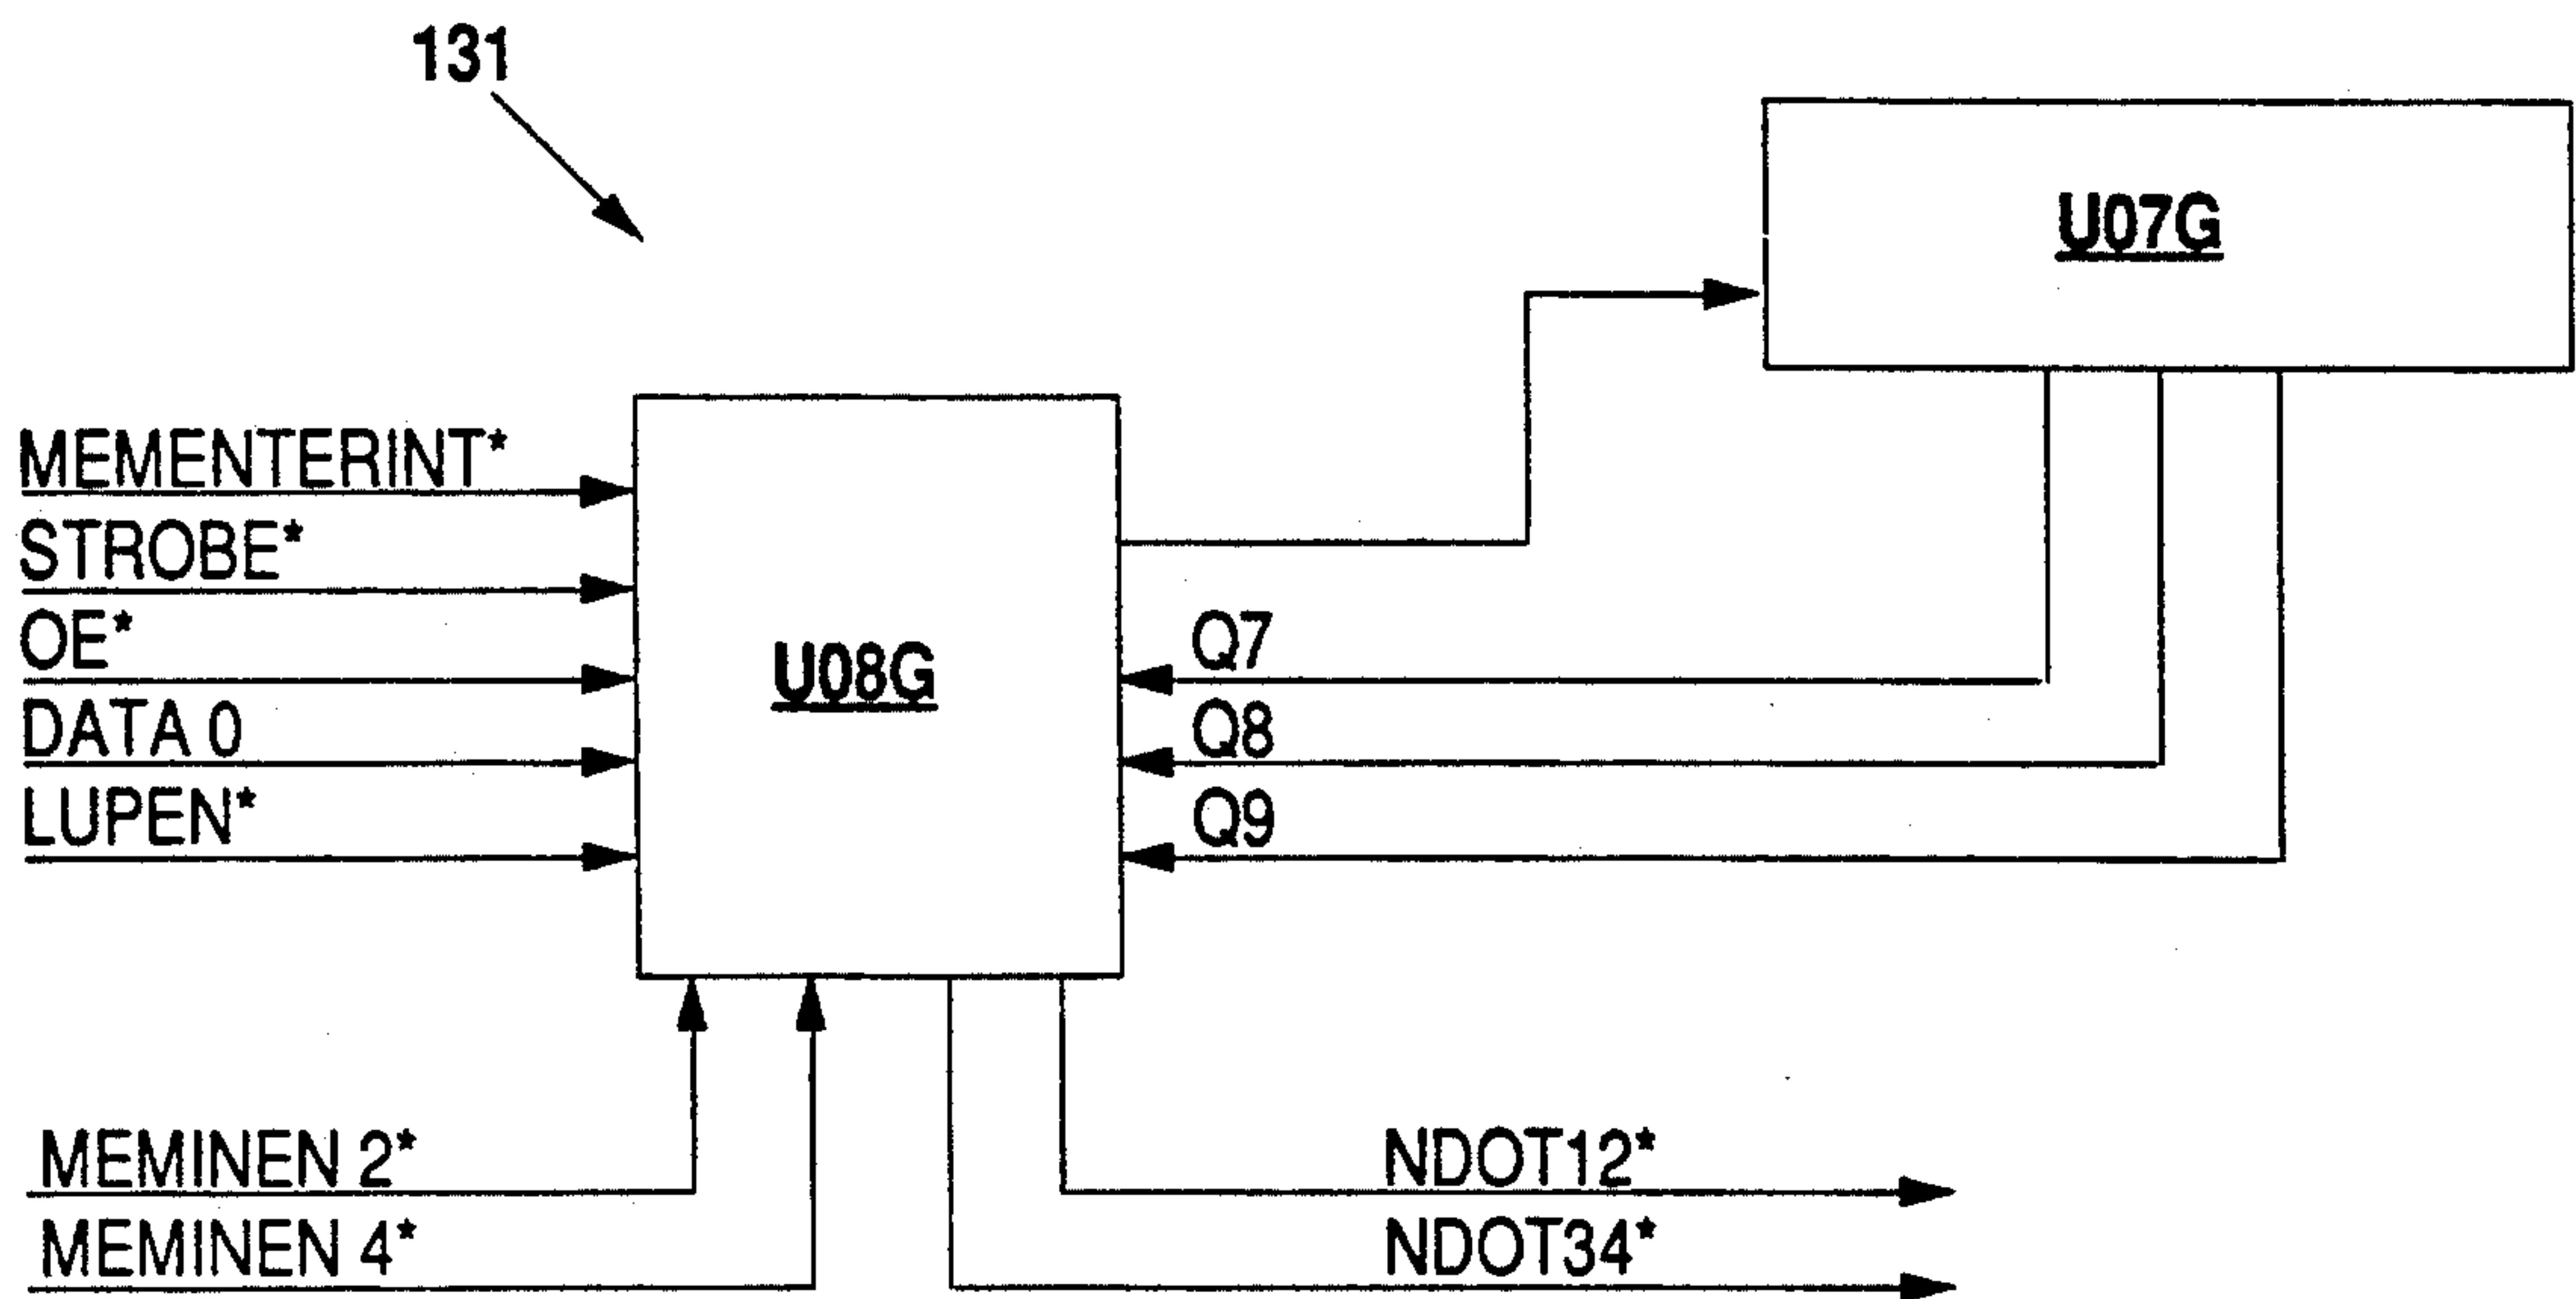 131
U07G
MEMENTERINT*
STROBE*
OE*
Q7
U08G
DATA 0
Q8
LUPEN*
Q9
MEMINEN 2*
NDOT12*
MEMINEN 4*
NDOT34*